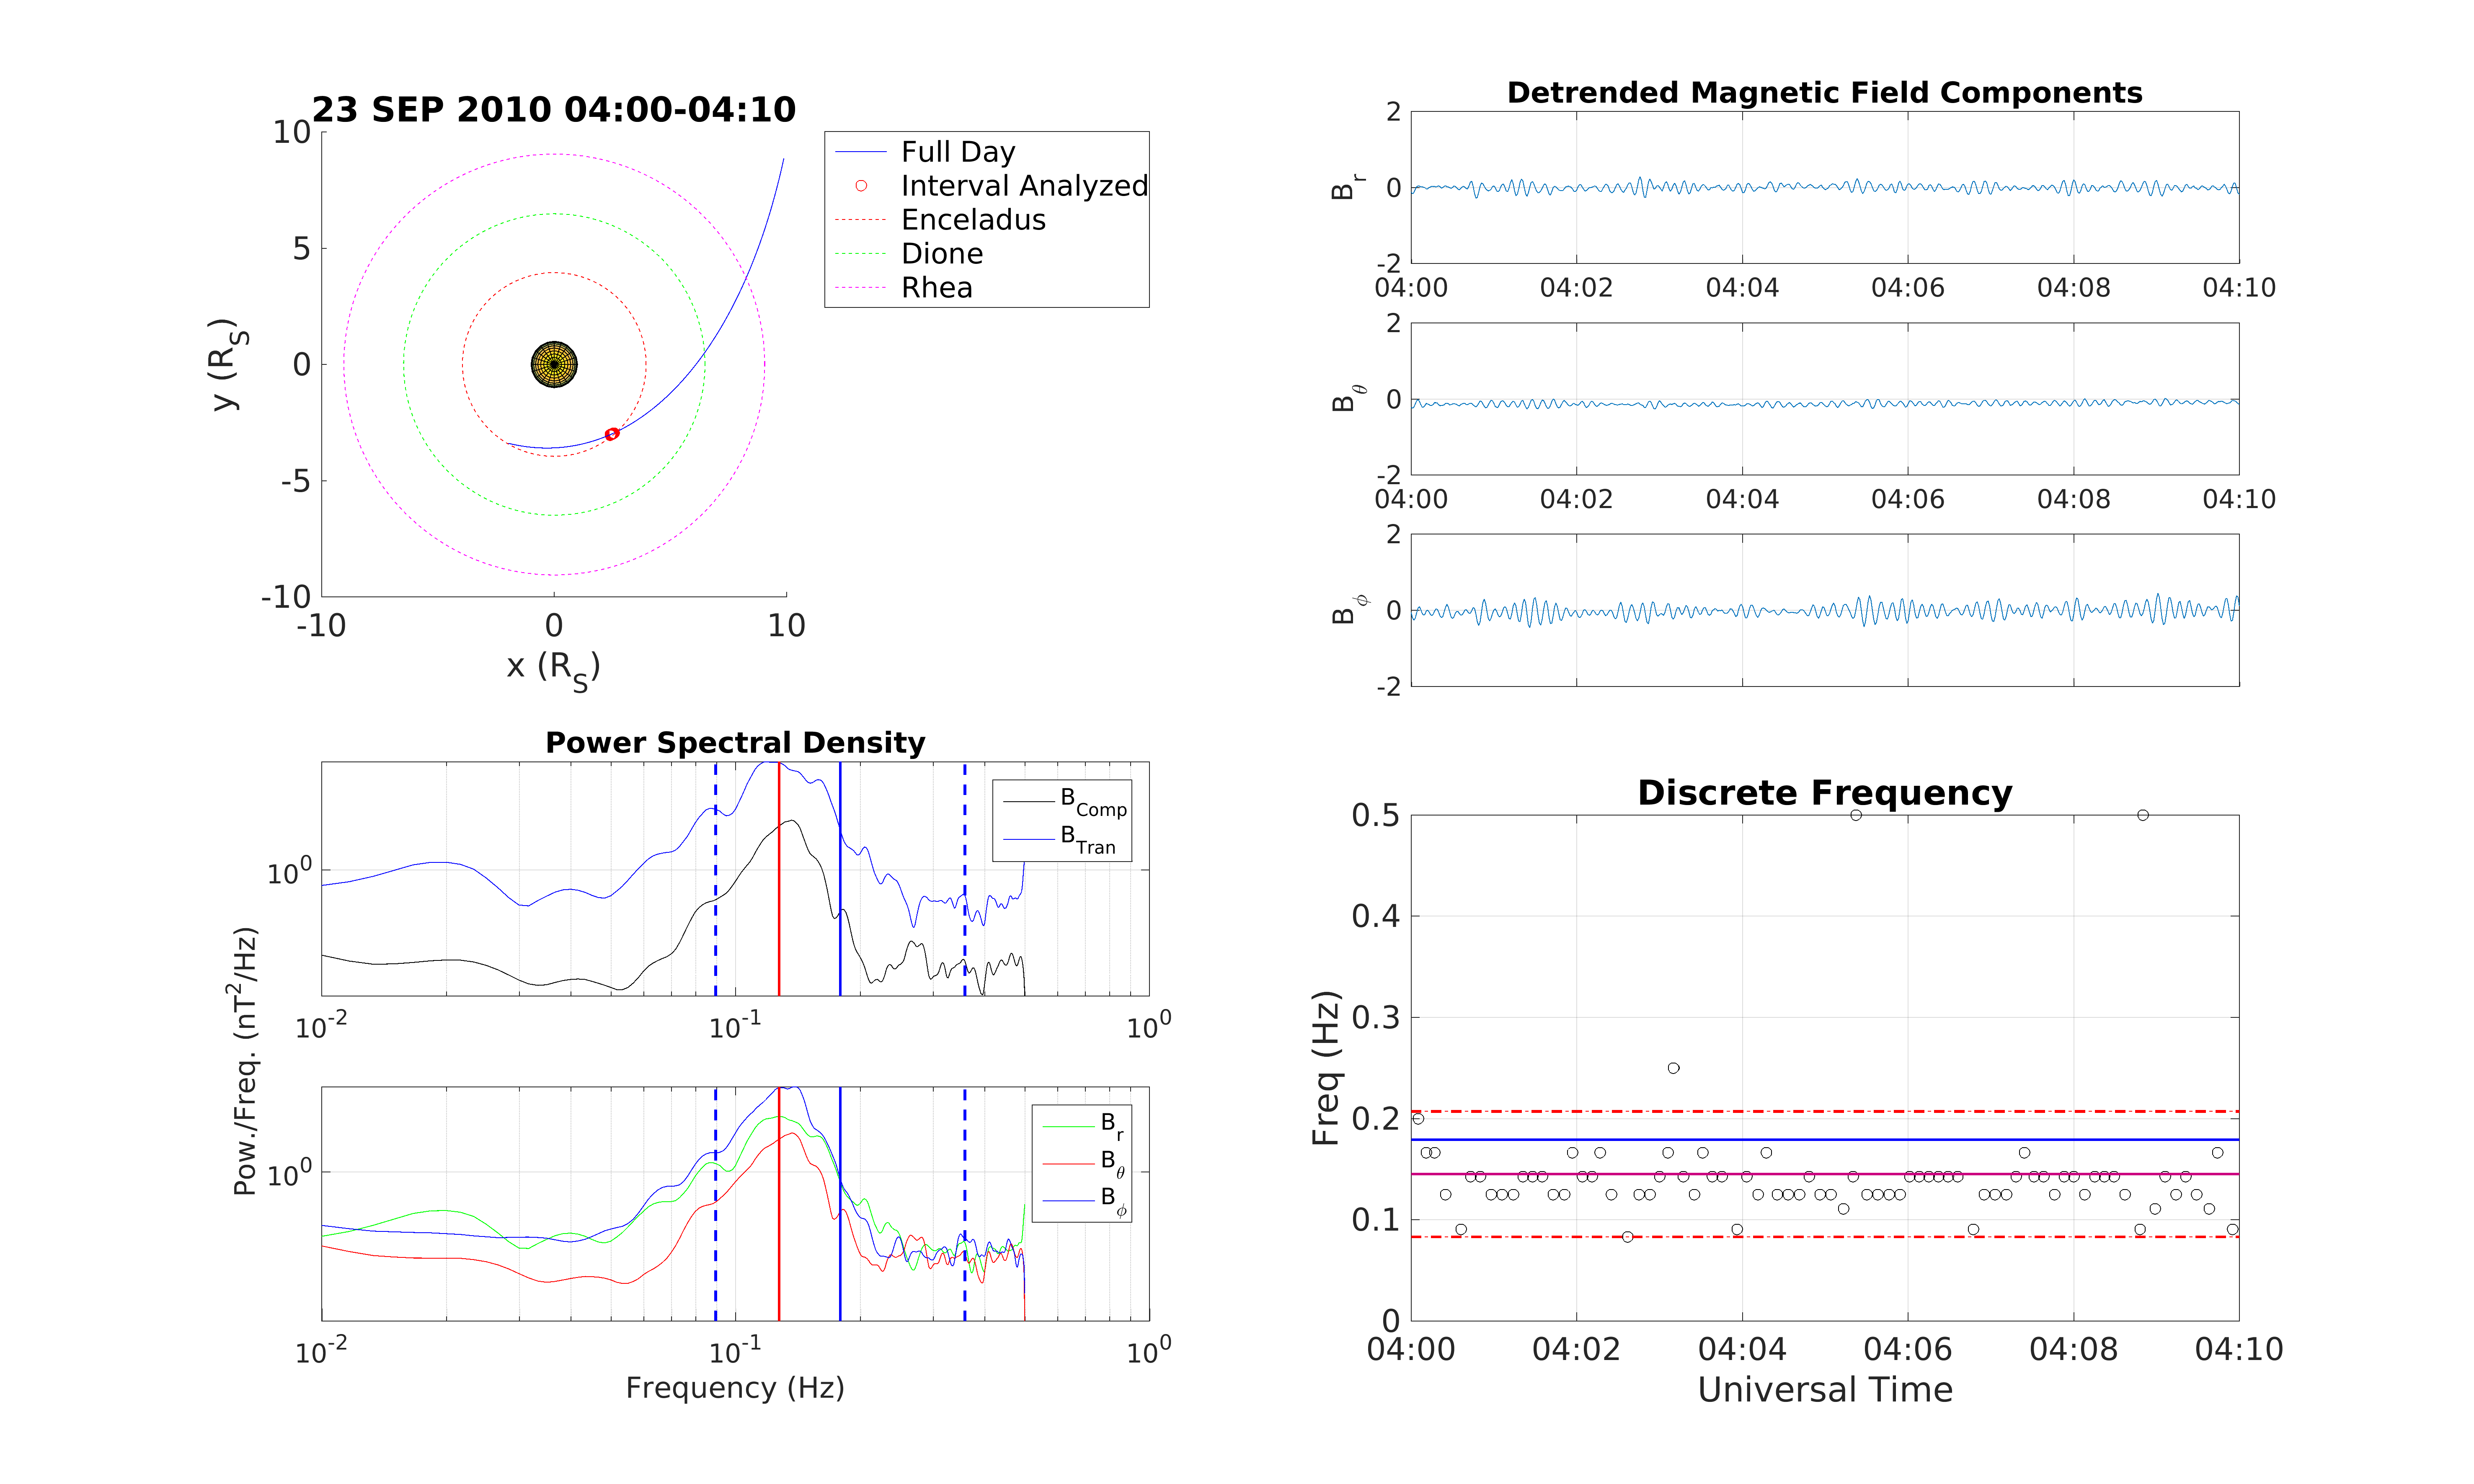 23 SEP 2010 04:00-04:10
10
5
0
-5
-10
-10 0 10
y (R_S)
x (R_S)
Full Day
Interval Analyzed
Enceladus
Dione
Rhea
Detrended Magnetic Field Components
2
0
-2
B_r
04:00 04:02 04:04 04:06 04:08 04:10
2
0
-2
B_θ
04:00 04:02 04:04 04:06 04:08 04:10
2
0
-2
B_ϕ
Power Spectral Density
10^0
B_Comp
B_Tran
10^-2 10^-1 10^0
Pow./Freq. (nT^2/Hz)
10^0
B_r
B_θ
B_ϕ
10^-2 10^-1 10^0
Frequency (Hz)
Discrete Frequency
0.5
0.4
0.3
0.2
0.1
0
Freq (Hz)
04:00 04:02 04:04 04:06 04:08 04:10
Universal Time